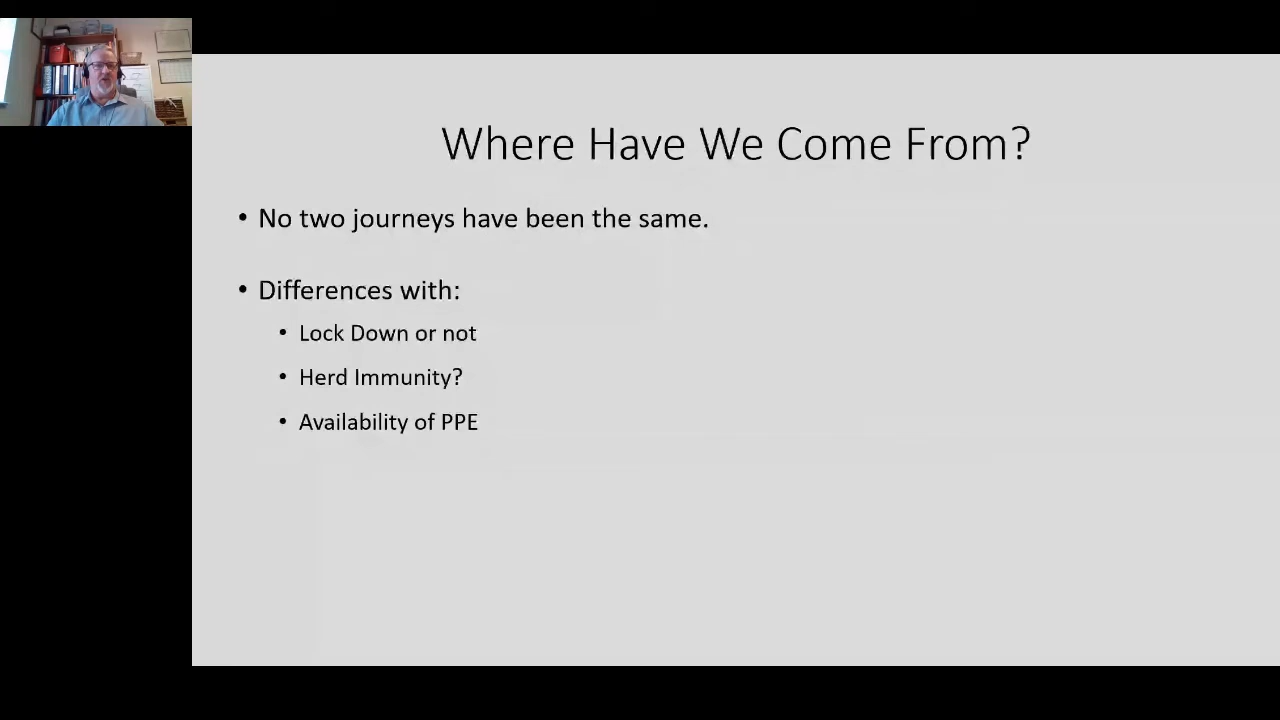 Where Have We Come From?
• No two journeys have been the same.
• Differences with:
• Lock Down or not
• Herd Immunity?
• Availability of PPE